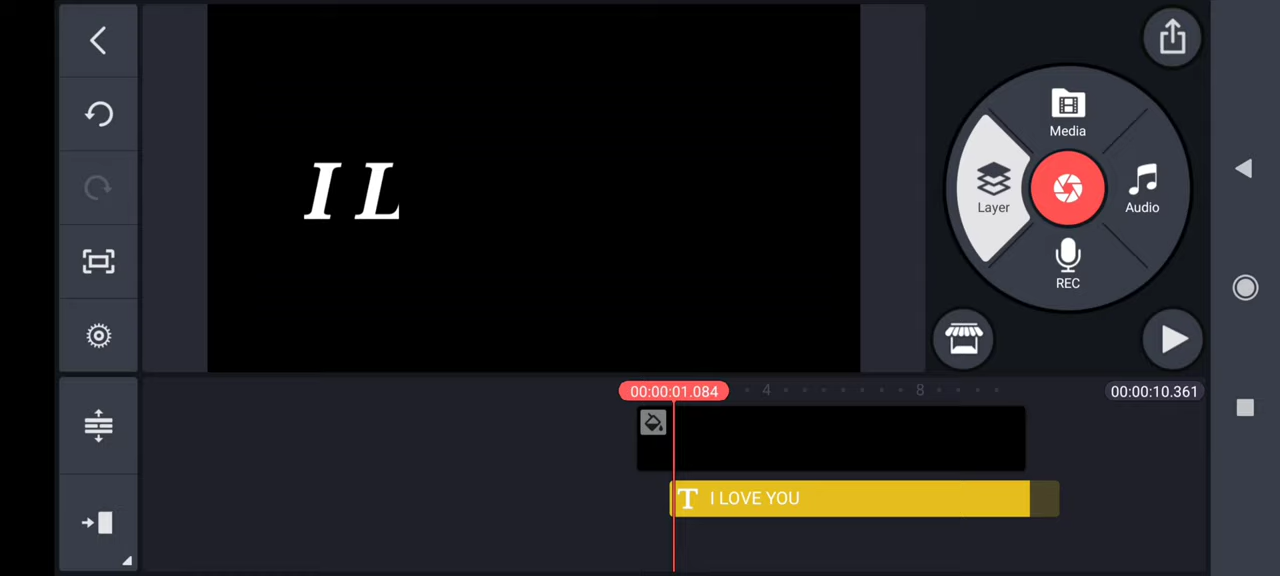 I L
Media
Layer
Audio
REC
00:00:01.084
4
8
00:00:10.361
T I LOVE YOU